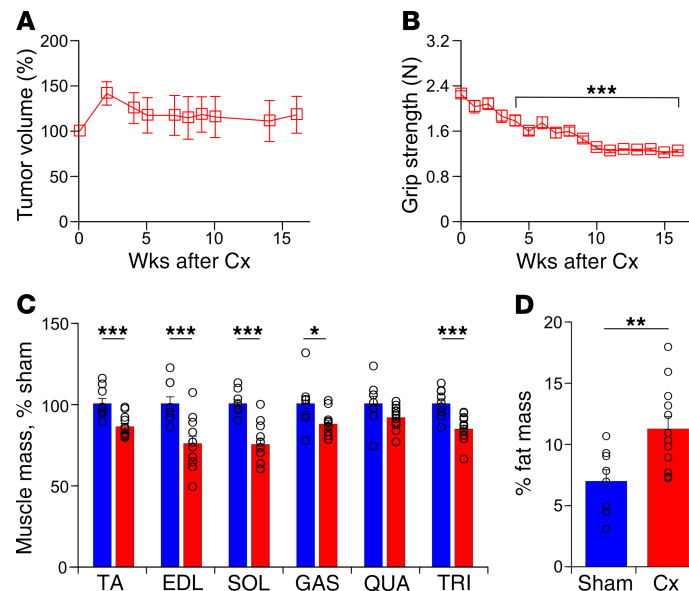 A
Tumor volume (%)
200
150
100
50
0
0
5
10
15
Wks after Cx
B
Grip strength (N)
3.2
2.4
1.6
0.8
0
***
0
5
10
15
Wks after Cx
C
Muscle mass, % sham
150
100
50
0
***
***
***
*
***
TA
EDL
SOL
GAS
QUA
TRI
D
% fat mass
20
15
10
5
0
**
Sham
Cx